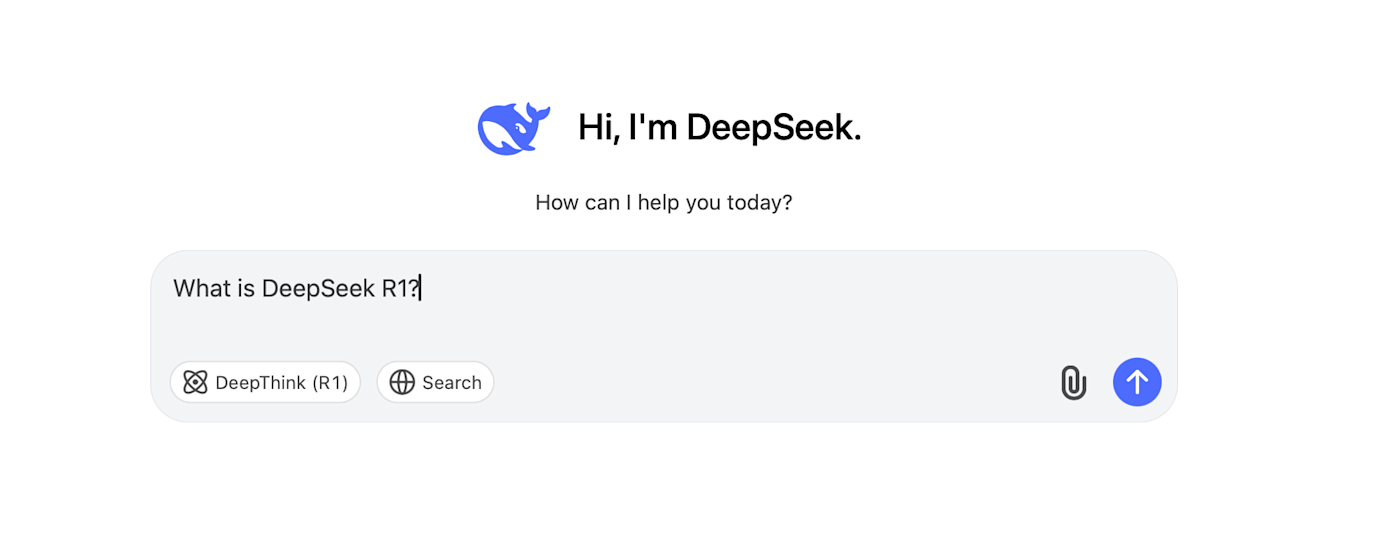 Hi, I'm DeepSeek.
How can I help you today?
What is DeepSeek R1?
DeepThink (R1) Search